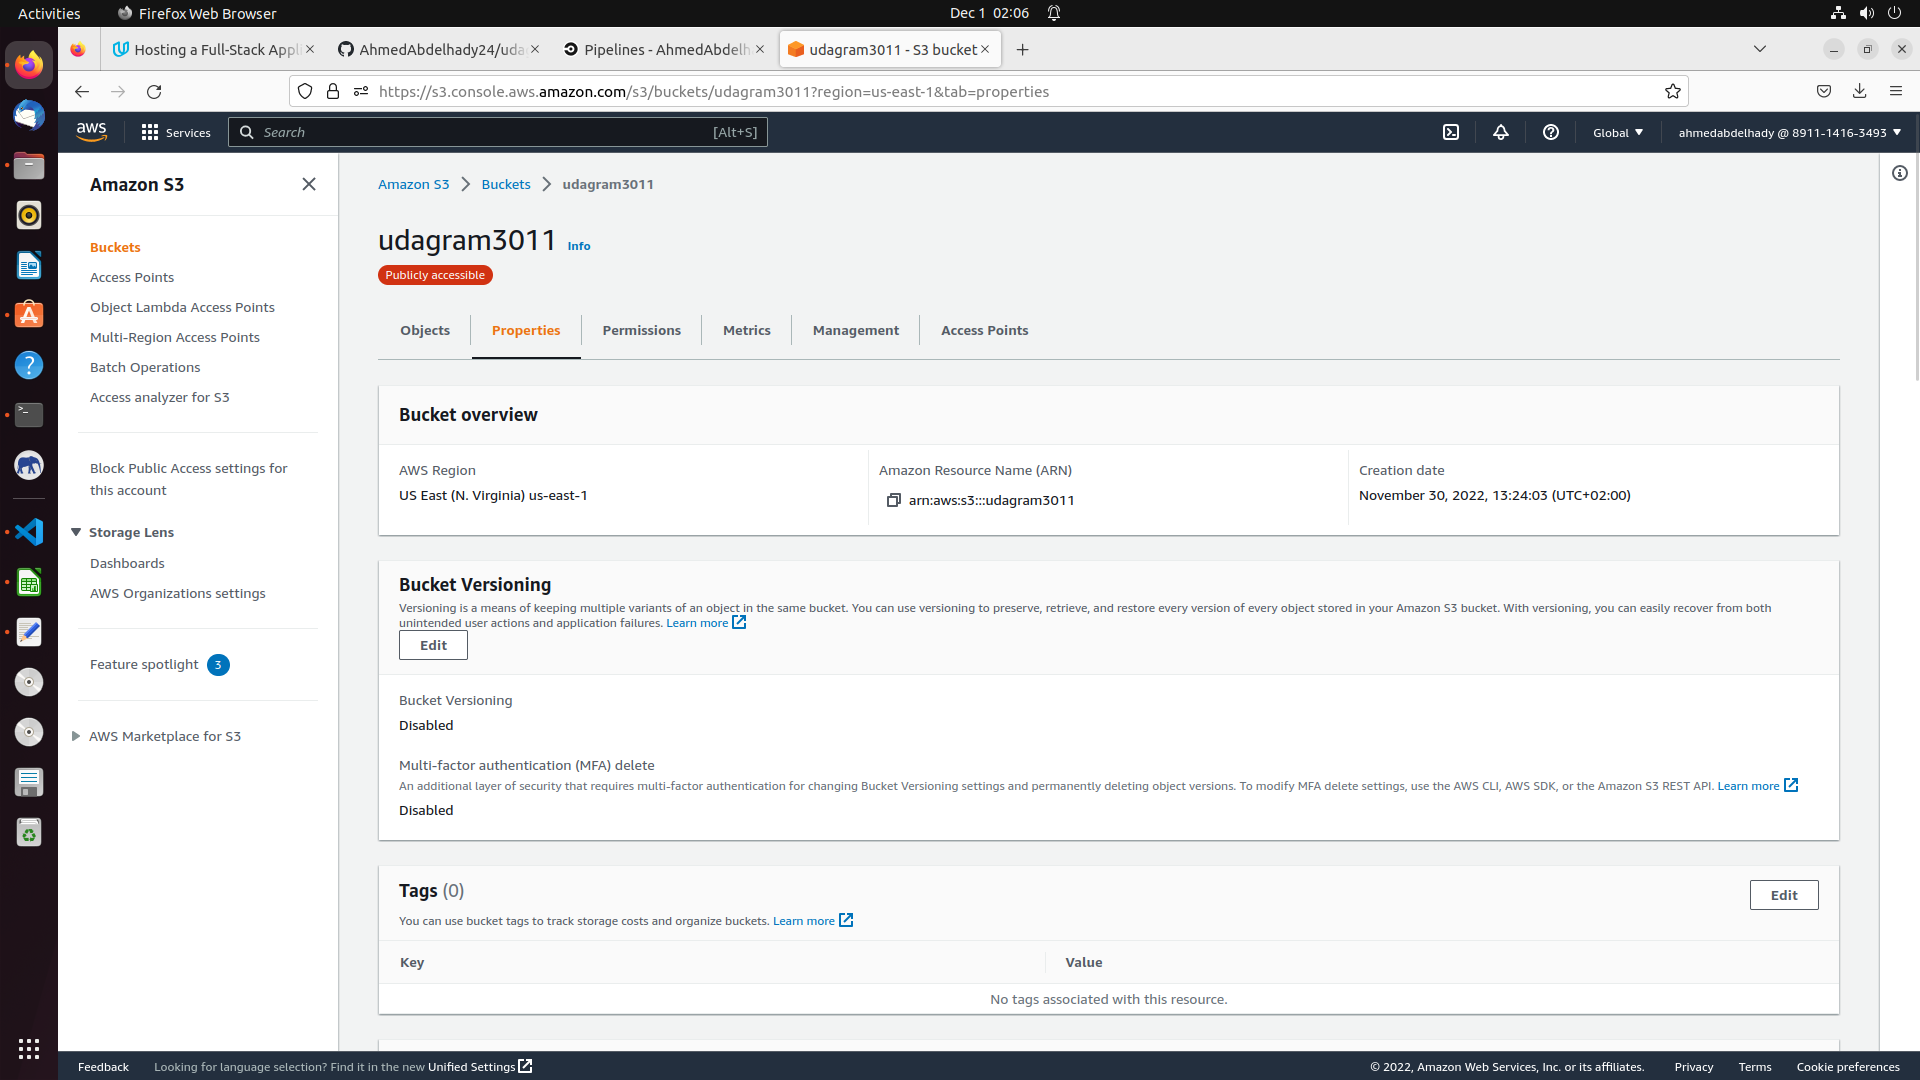 Activities
Firefox Web Browser
Dec 1 02:06
Hosting a Full-Stack Appl
AhmedAbdelhady24/uda
Pipelines - AhmedAbdelh
udagram3011 - S3 bucket
https://s3.console.aws.amazon.com/s3/buckets/udagram3011?region=us-east-1&tab=properties
aws
Services
Search
[Alt+S]
Global
ahmedabdelhady @ 8911-1416-3493
Amazon S3
Buckets
Access Points
Object Lambda Access Points
Multi-Region Access Points
Batch Operations
Access analyzer for S3
Block Public Access settings for
this account
Storage Lens
Dashboards
AWS Organizations settings
Feature spotlight 3
AWS Marketplace for S3
Amazon S3 Buckets udagram3011
udagram3011 Info
Publicly accessible
Objects Properties Permissions Metrics Management Access Points
Bucket overview
AWS Region
US East (N. Virginia) us-east-1
Amazon Resource Name (ARN)
arn:aws:s3:::udagram3011
Creation date
November 30, 2022, 13:24:03 (UTC+02:00)
Bucket Versioning
Versioning is a means of keeping multiple variants of an object in the same bucket. You can use versioning to preserve, retrieve, and restore every version of every object stored in your Amazon S3 bucket. With versioning, you can easily recover from both
unintended user actions and application failures. Learn more
Edit
Bucket Versioning
Disabled
Multi-factor authentication (MFA) delete
An additional layer of security that requires multi-factor authentication for changing Bucket Versioning settings and permanently deleting object versions. To modify MFA delete settings, use the AWS CLI, AWS SDK, or the Amazon S3 REST API. Learn more
Disabled
Tags (0)
Edit
You can use bucket tags to track storage costs and organize buckets. Learn more
Key
Value
No tags associated with this resource.
Feedback
Looking for language selection? Find it in the new Unified Settings
© 2022, Amazon Web Services, Inc. or its affiliates.
Privacy
Terms
Cookie preferences